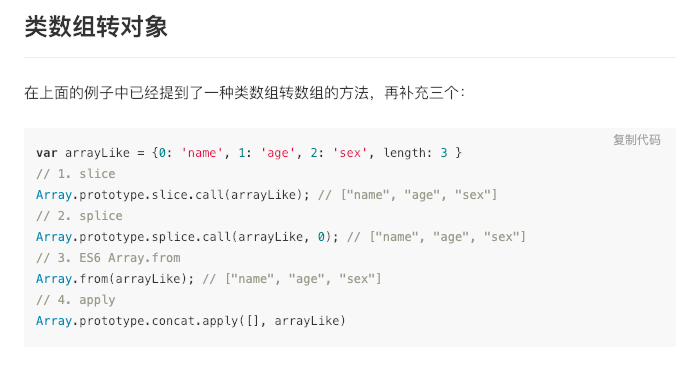 类数组转对象
在上面的例子中已经提到了一种类数组转数组的方法，再补充三个：
复制代码
var arrayLike = {0: 'name', 1: 'age', 2: 'sex', length: 3 }
// 1. slice
Array.prototype.slice.call(arrayLike); // ["name", "age", "sex"]
// 2. splice
Array.prototype.splice.call(arrayLike, 0); // ["name", "age", "sex"]
// 3. ES6 Array.from
Array.from(arrayLike); // ["name", "age", "sex"]
// 4. apply
Array.prototype.concat.apply([], arrayLike)